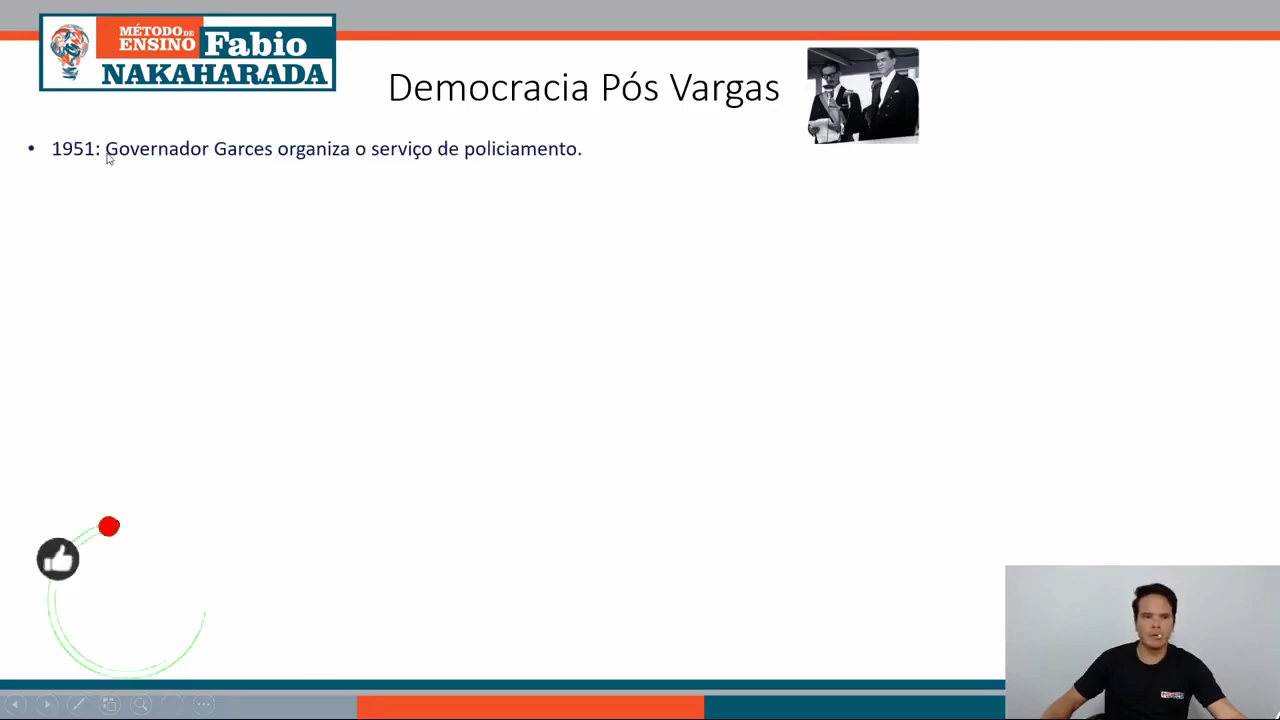 MÉTODO DE
ENSINO Fabio
NAKAHARADA
Democracia Pós Vargas
• 1951: Governador Garces organiza o serviço de policiamento.